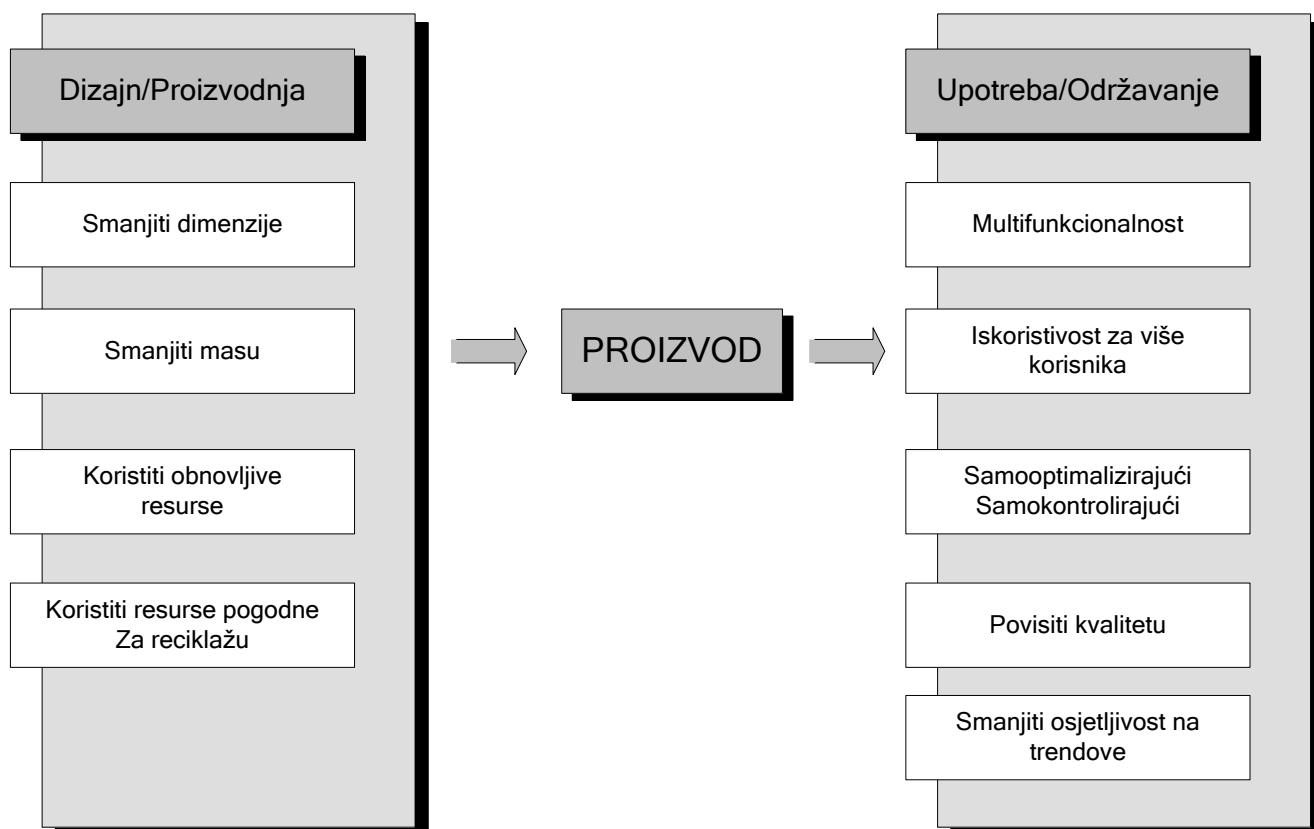 Dizajn/Proizvodnja
Smanjiti dimenzije
Smanjiti masu
Koristiti obnovljive
resurse
Koristiti resurse pogodne
Za reciklažu
PROIZVOD
Upotreba/Održavanje
Multifunkcionalnost
Iskoristivost za više
korisnika
Samooptimalizirajući
Samokontrolirajući
Povisiti kvalitetu
Smanjiti osjetljivost na
trendove